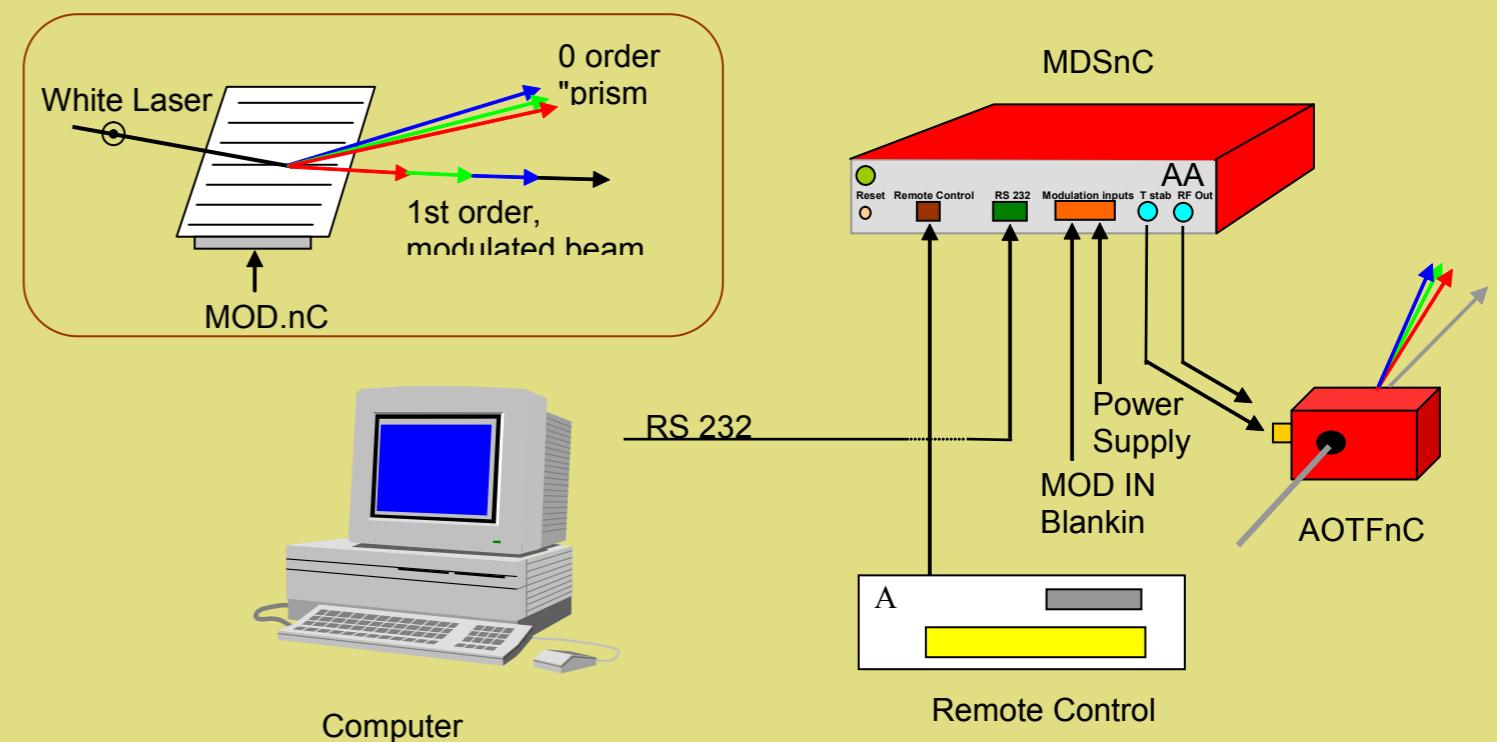 White Laser
0 order
"prism
1st order,
modulated beam
MOD.nC
MDSnC
AA
Reset Remote Control RS 232 Modulation inputs T stab RF Out
RS 232
Power
Supply
MOD IN
Blankin
AOTFnC
A
Remote Control
Computer